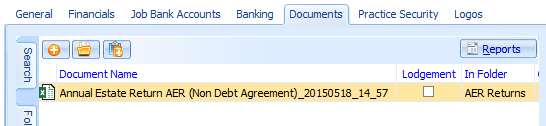 General Financials Job Bank Accounts Banking Documents Practice Security Logos
Reports
Search
Document Name Lodgement In Folder
Annual Estate Return AER (Non Debt Agreement)_20150518_14_57 AER Returns